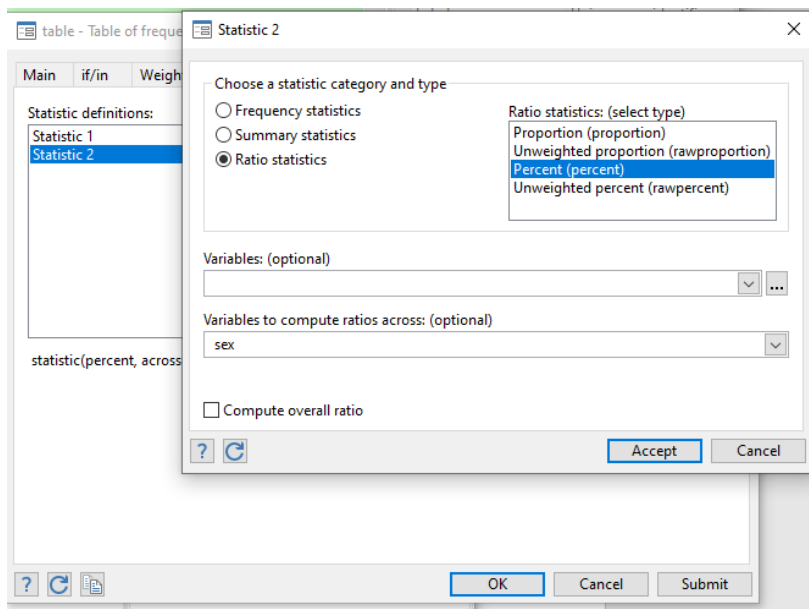 table - Table of freque
Main if/in Weigh
Statistic definitions:
Statistic 1
Statistic 2
statistic(percent, across
OK Cancel Submit
Statistic 2
Choose a statistic category and type
Frequency statistics
Summary statistics
Ratio statistics
Ratio statistics: (select type)
Proportion (proportion)
Unweighted proportion (rawproportion)
Percent (percent)
Unweighted percent (rawpercent)
Variables: (optional)
...
Variables to compute ratios across: (optional)
sex
Compute overall ratio
? Accept Cancel
?